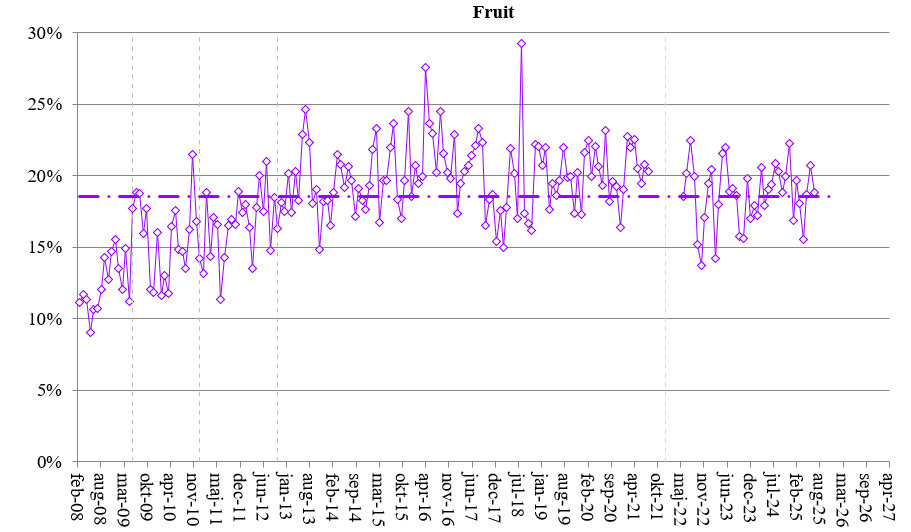 Fruit
30%
25%
20%
15%
10%
5%
0%
feb-08
aug-08
mar-09
okt-09
apr-10
nov-10
maj-11
dec-11
jun-12
jan-13
aug-13
feb-14
sep-14
mar-15
okt-15
apr-16
nov-16
jun-17
dec-17
jul-18
jan-19
aug-19
feb-20
sep-20
apr-21
okt-21
maj-22
nov-22
jun-23
dec-23
jul-24
feb-25
aug-25
mar-26
sep-26
apr-27